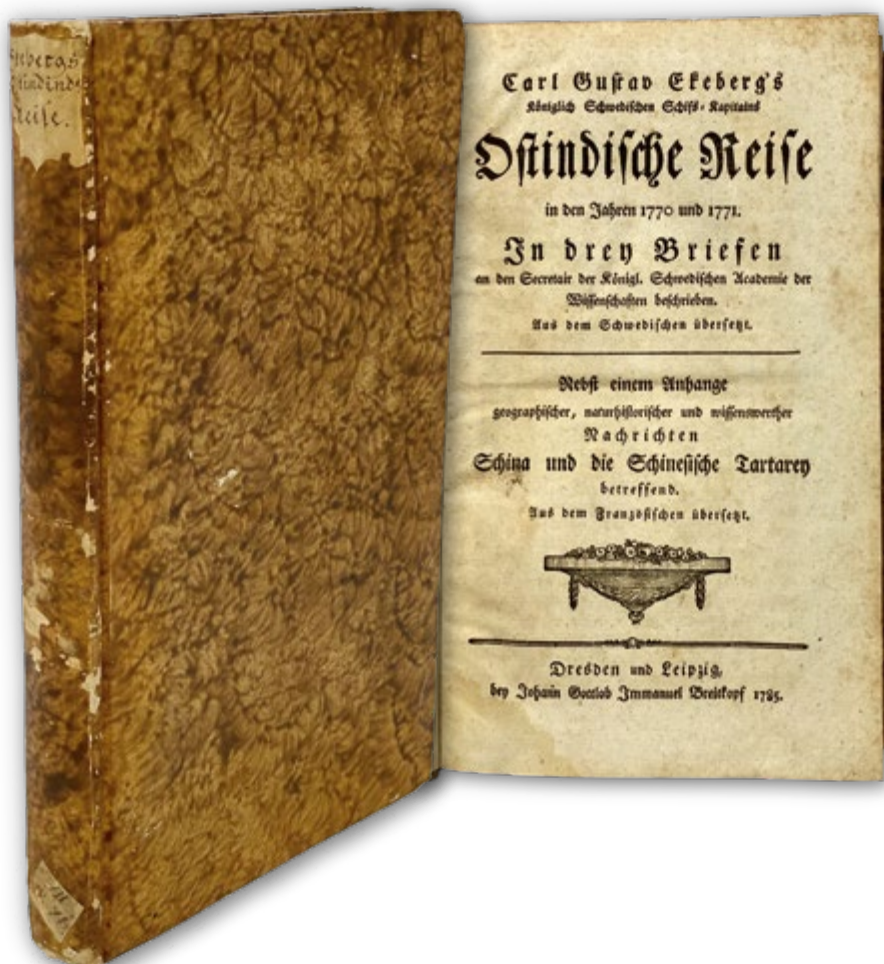 Reise.
Carl Gustav Ekeberg's
Königlich Schwedischen Schifs-Kapitains
Ostindische Reise
in den Jahren 1770 und 1771.
In drey Briefen
an den Secretair der Königl. Schwedischen Academie der
Wissenschaften beschrieben.
Aus dem Schwedischen übersetzt.
Nebst einem Anhange
geographischer, naturhistorischer und wissenswerther
Nachrichten
Schina und die Schinesische Tartarey
betreffend.
Aus dem Französischen übersetzt.
Dresden und Leipzig,
bey Johann Gottlob Immanuel Breitkopf 1785.